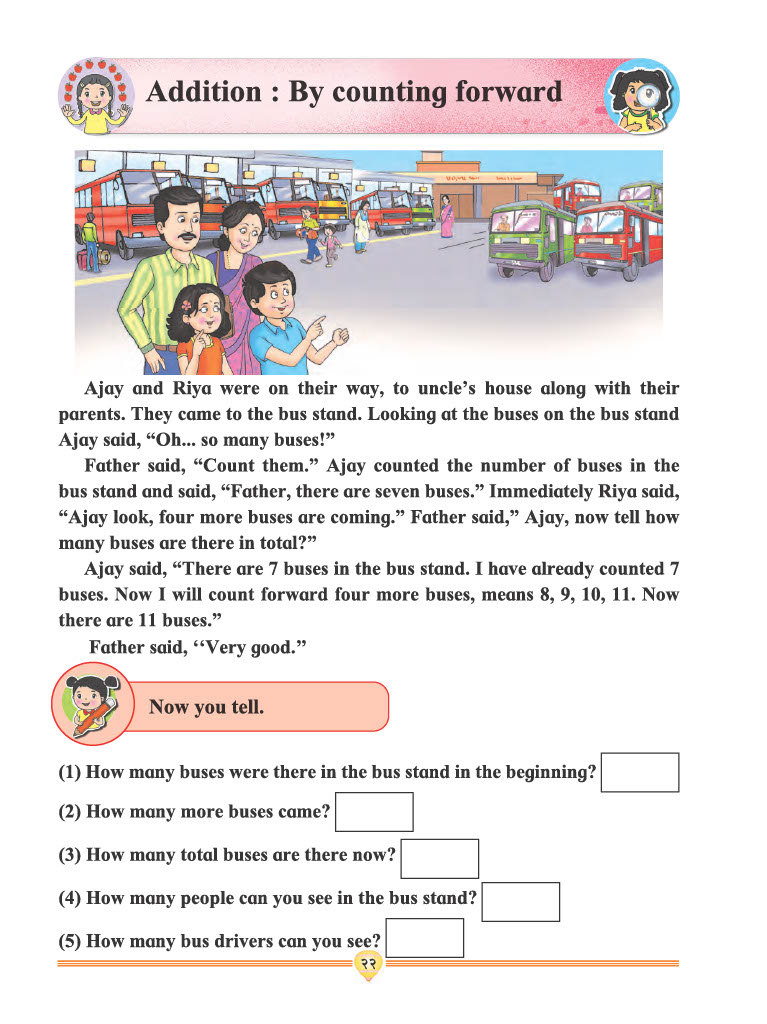 Addition : By counting forward
Ajay and Riya were on their way, to uncle’s house along with their
parents. They came to the bus stand. Looking at the buses on the bus stand
Ajay said, “Oh... so many buses!”
Father said, “Count them.” Ajay counted the number of buses in the
bus stand and said, “Father, there are seven buses.” Immediately Riya said,
“Ajay look, four more buses are coming.” Father said,” Ajay, now tell how
many buses are there in total?”
Ajay said, “There are 7 buses in the bus stand. I have already counted 7
buses. Now I will count forward four more buses, means 8, 9, 10, 11. Now
there are 11 buses.”
Father said, ‘‘Very good.”
Now you tell.
(1) How many buses were there in the bus stand in the beginning?
(2) How many more buses came?
(3) How many total buses are there now?
(4) How many people can you see in the bus stand?
(5) How many bus drivers can you see?
२२